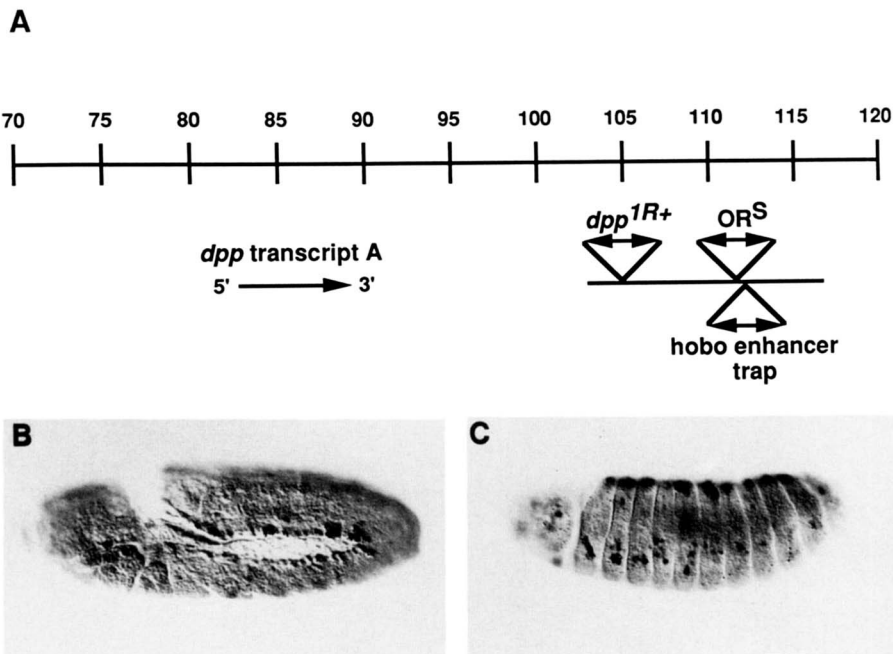 A
70 75 80 85 90 95 100 105 110 115 120
dpp1R+ ORS
dpp transcript A
5' 3'
hobo enhancer
trap
B C